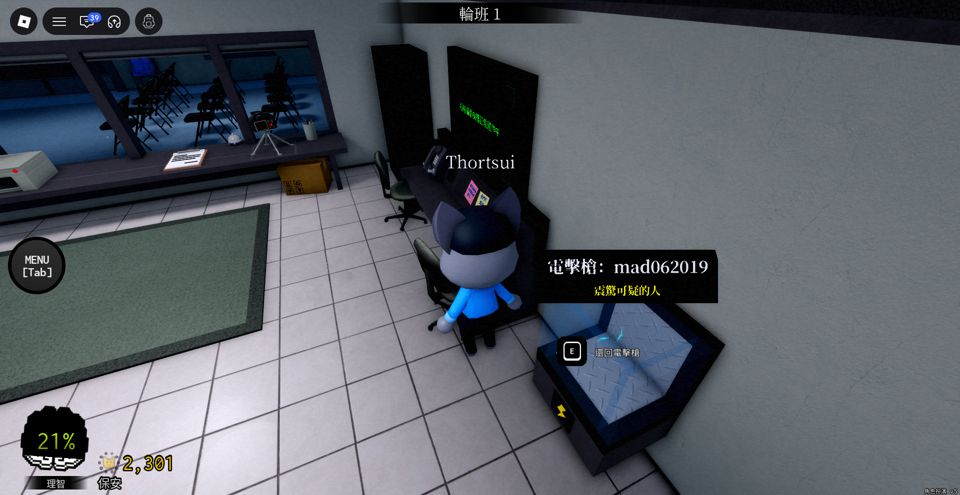 39
輪班 1
Thortsui
MENU
[Tab]
電擊槍: mad062019
震驚可疑的人
E
還回電擊槍
21%
理智
2,301
保安